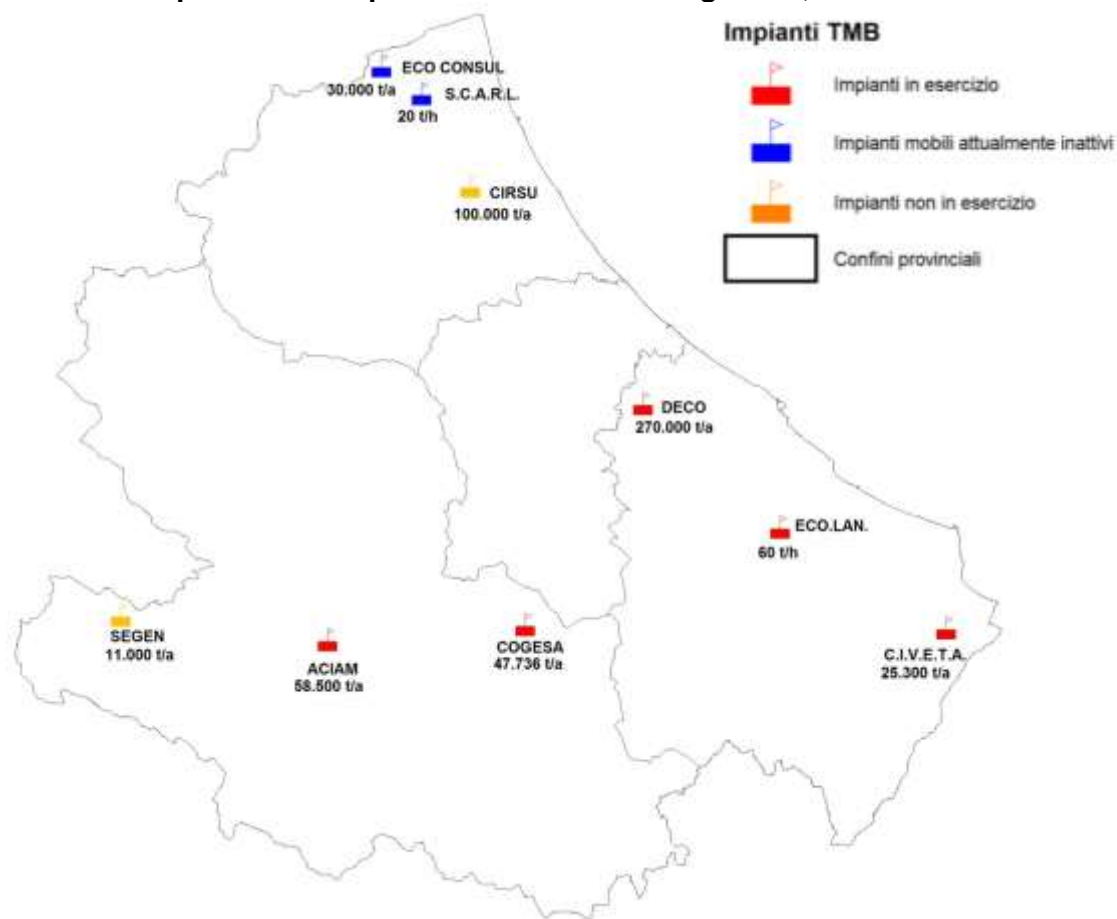 Impianti TMB
Impianti in esercizio
Impianti mobili attualmente inattivi
Impianti non in esercizio
Confini provinciali
ECO CONSUL
30.000 t/a
S.C.A.R.L.
20 t/h
CIRSU
100.000 t/a
DECO
270.000 t/a
ECO.LAN.
60 t/h
SEGEN
11.000 t/a
ACIAM
58.500 t/a
COGESA
47.736 t/a
C.I.V.E.T.A.
25.300 t/a